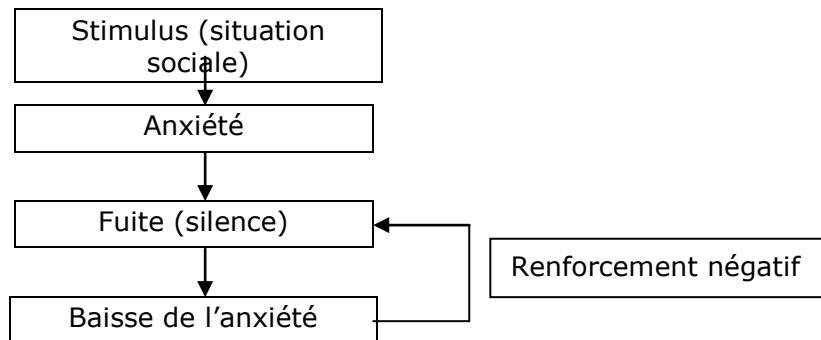 Stimulus (situation
sociale)
Anxiété
Fuite (silence)
Renforcement négatif
Baisse de l'anxiété